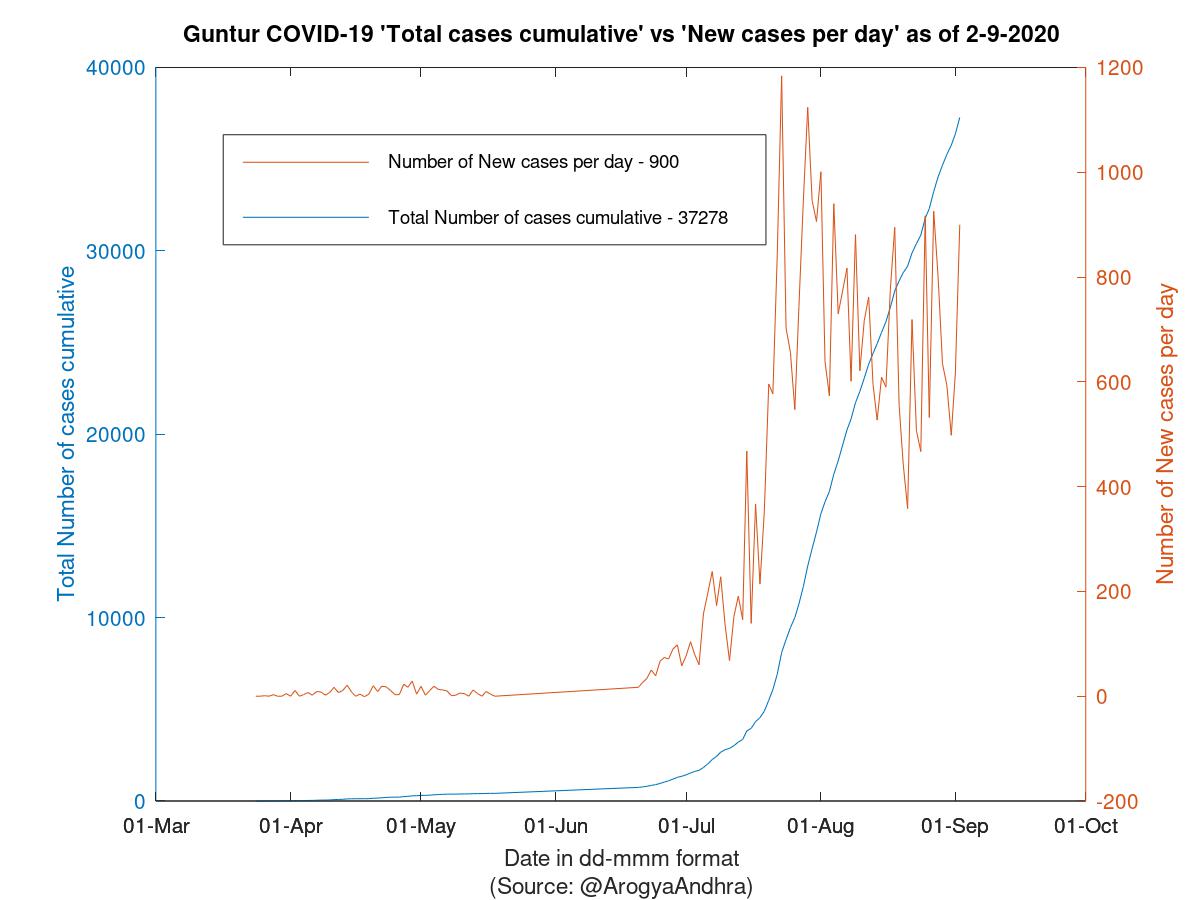 Guntur COVID-19 'Total cases cumulative' vs 'New cases per day' as of 2-9-2020
40000
30000
20000
10000
0
Total Number of cases cumulative
Number of New cases per day - 900
Total Number of cases cumulative - 37278
1200
1000
800
600
400
200
0
-200
Number of New cases per day
01-Mar 01-Apr 01-May 01-Jun 01-Jul 01-Aug 01-Sep 01-Oct
Date in dd-mmm format
(Source: @ArogyaAndhra)